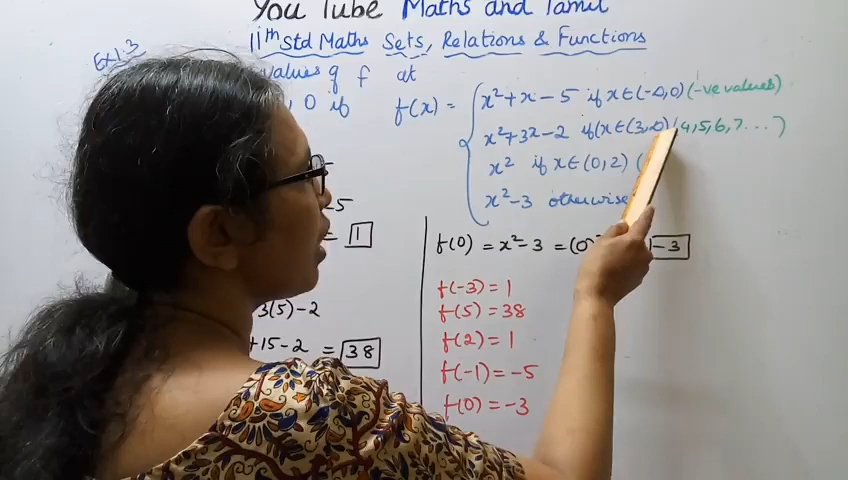 You Tube Maths and Tamil
11th Std Maths Sets, Relations & Functions
Ex 1.3
values of f at
, 0 if f(x) =
x² + x - 5 if x ∈ (-∞, 0) (-ve values)
x² + 3x - 2 if x ∈ (3, ∞) (4, 5, 6, 7 ... )
x² if x ∈ (0, 2) (
x² - 3 otherwise
-5
= 1
f(0) = x² - 3 = (0) -3
f(-3) = 1
f(5) = 38
f(2) = 1
f(-1) = -5
f(0) = -3
3(5) - 2
+15 - 2 = 38